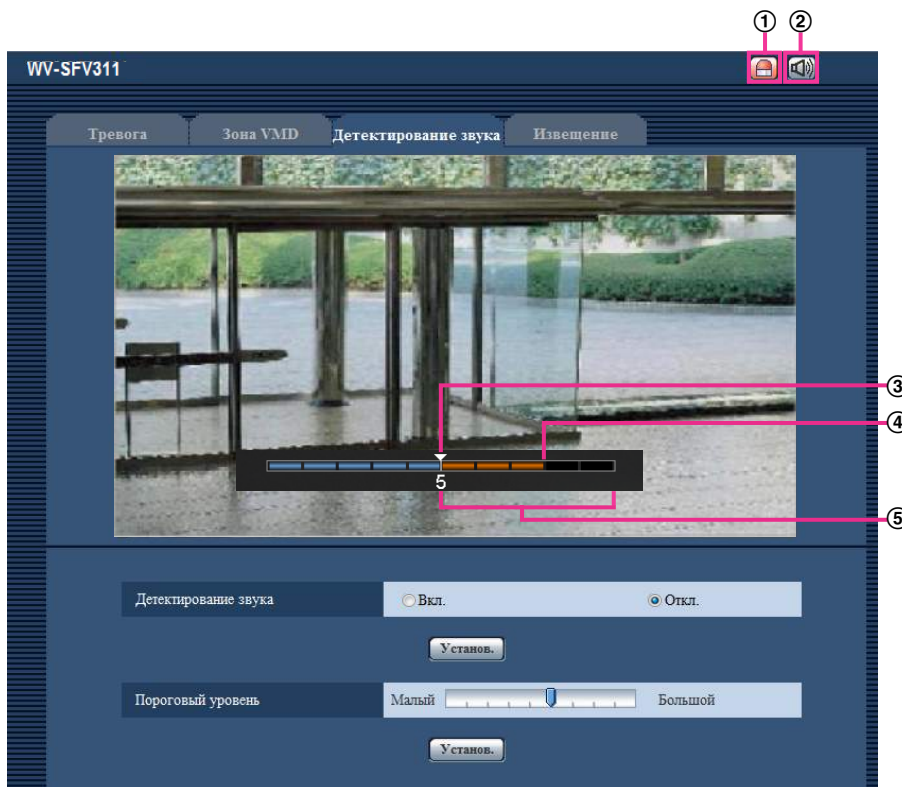 ① ②
WV-SFV311
Тревога Зона VMD Детектирование звука Извещение
③
④
5
⑤
Детектирование звука Вкл. Откл.
Установ.
Пороговый уровень Малый Большой
Установ.